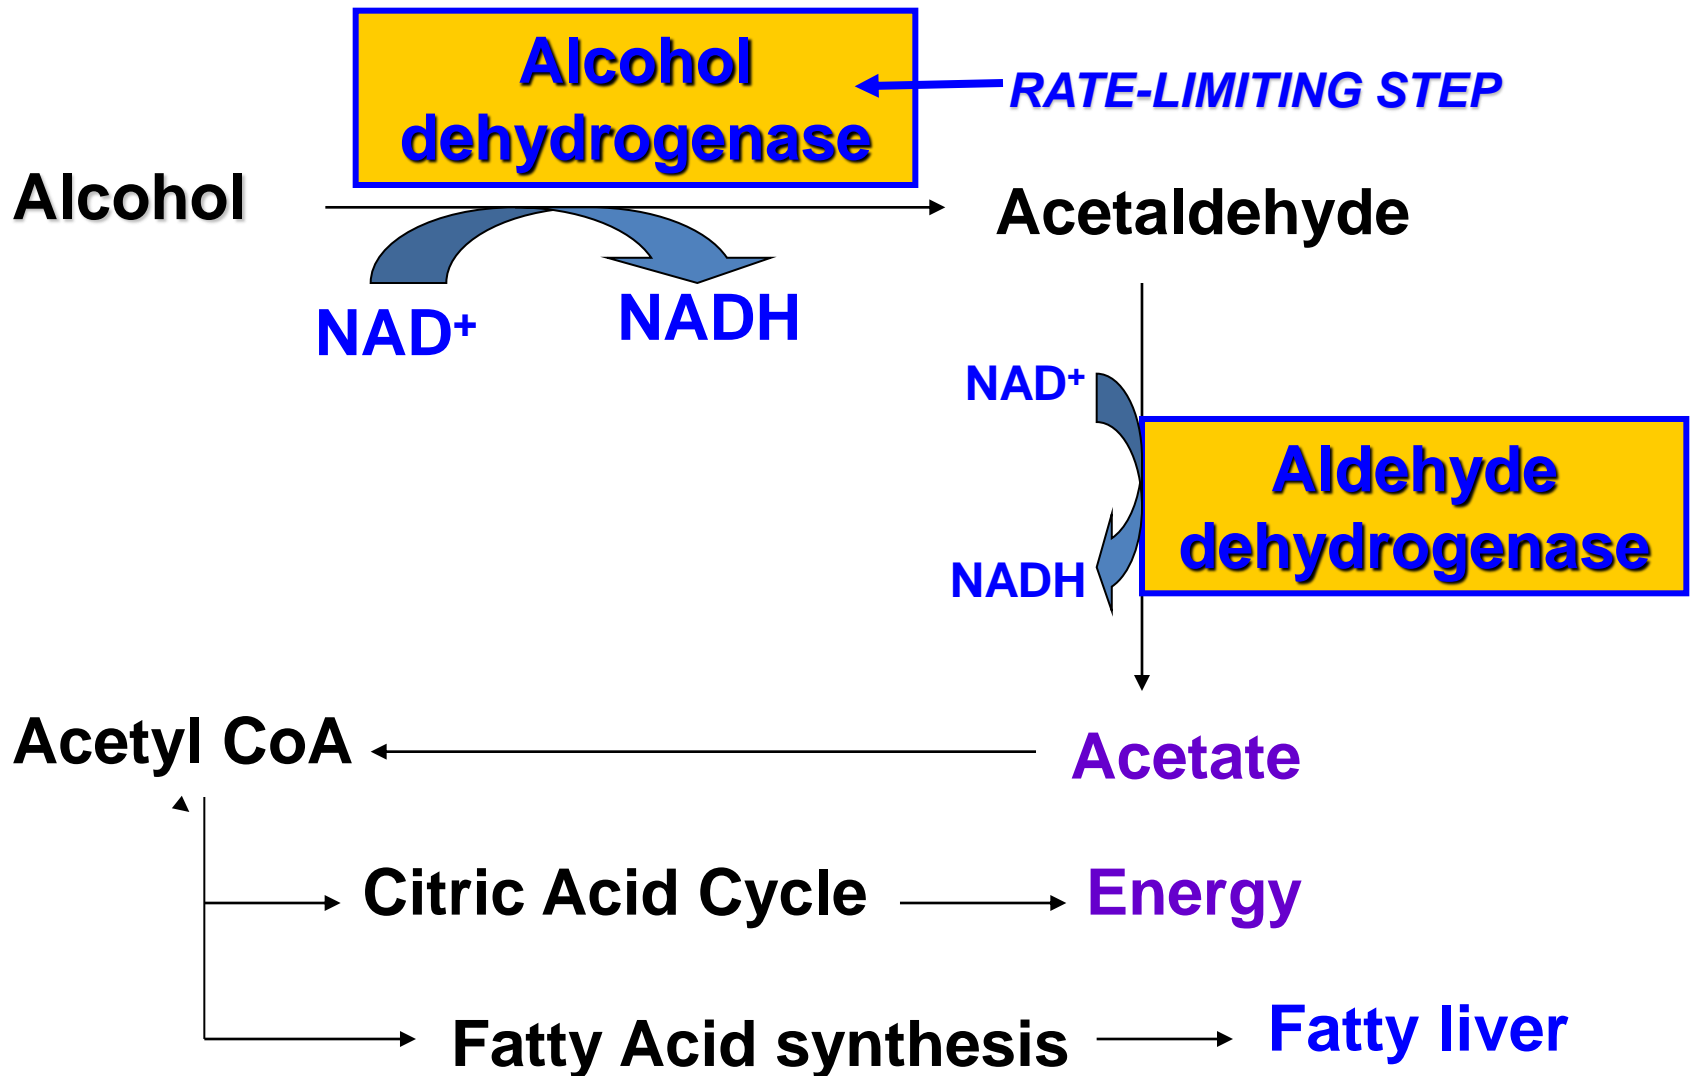 Alcohol
dehydrogenase
RATE-LIMITING STEP
Alcohol
Acetaldehyde
NAD⁺
NADH
NAD⁺
Aldehyde
dehydrogenase
NADH
Acetyl CoA
Acetate
Citric Acid Cycle
Energy
Fatty Acid synthesis
Fatty liver